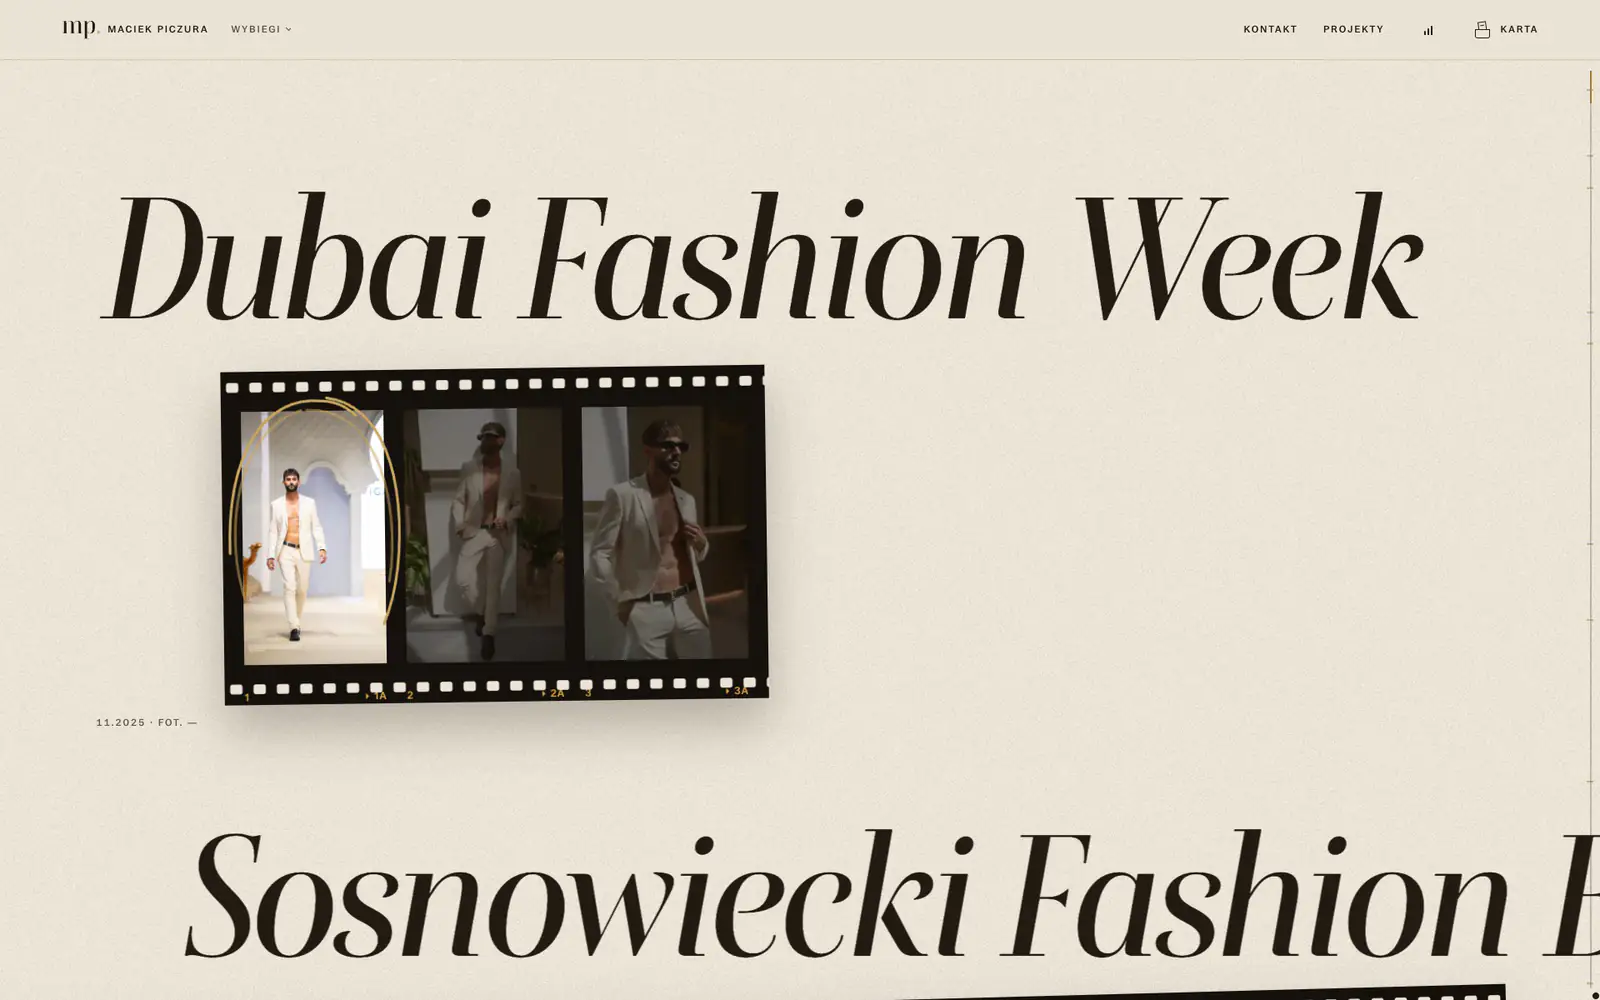 mp. MACIEK PICZURA WYBIEGI KONTAKT PROJEKTY KARTA
Dubai Fashion Week
1 1A 2 2A 3 3A
11.2025 · FOT. —
Sosnowiecki Fashion